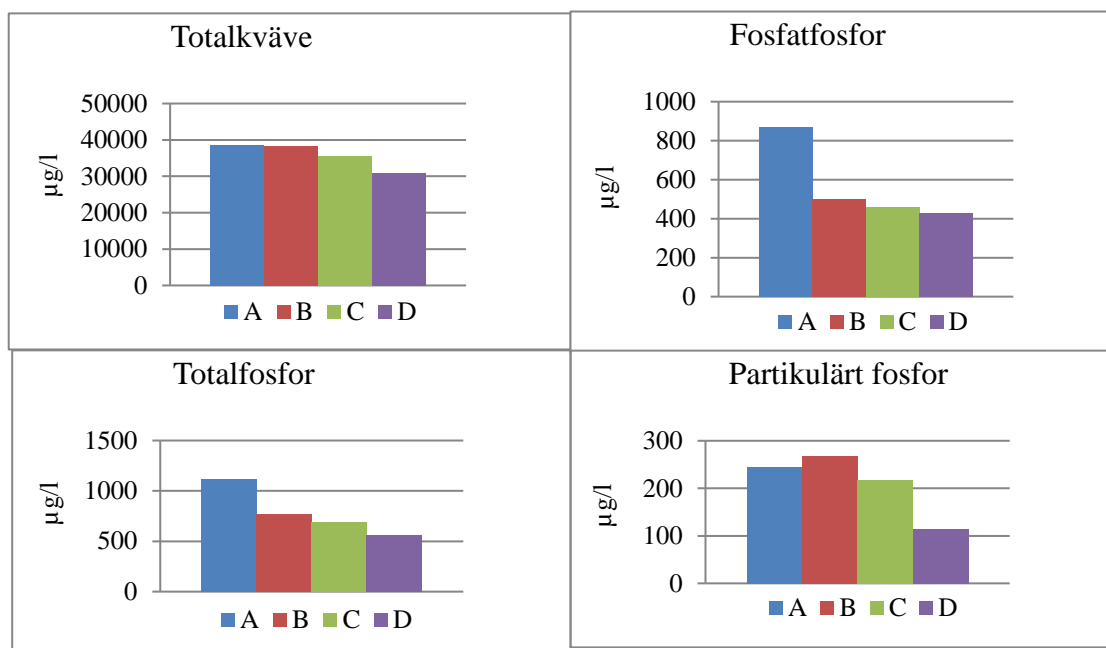 Totalkväve
50000
40000
30000
20000
10000
0
µg/l
A B C D
Fosfatfosfor
1000
800
600
400
200
0
µg/l
A B C D
Totalfosfor
1500
1000
500
0
µg/l
A B C D
Partikulärt fosfor
300
200
100
0
µg/l
A B C D